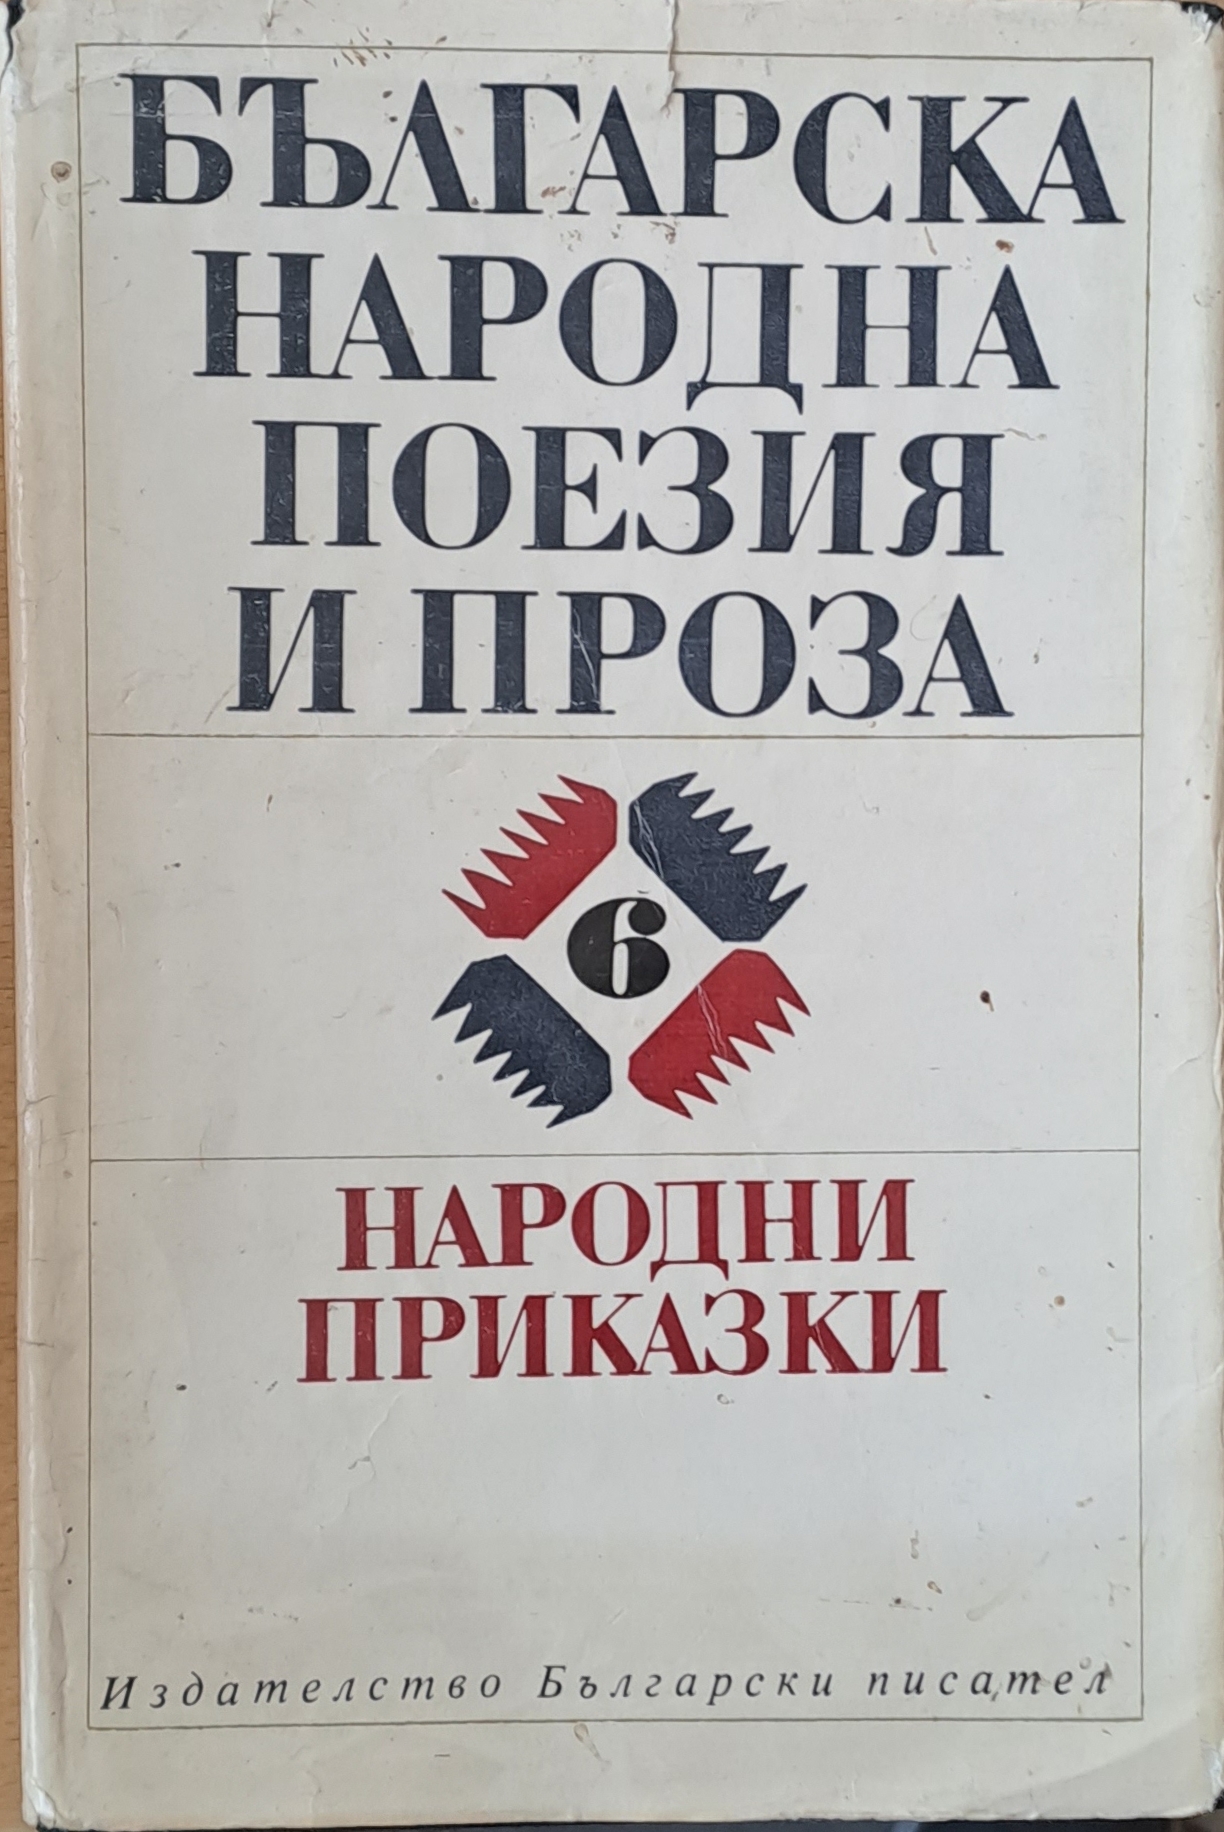 БЪЛГАРСКА
НАРОДНА
ПОЕЗИЯ
И ПРОЗА
6
НАРОДНИ
ПРИКАЗКИ
Издателство Български писател